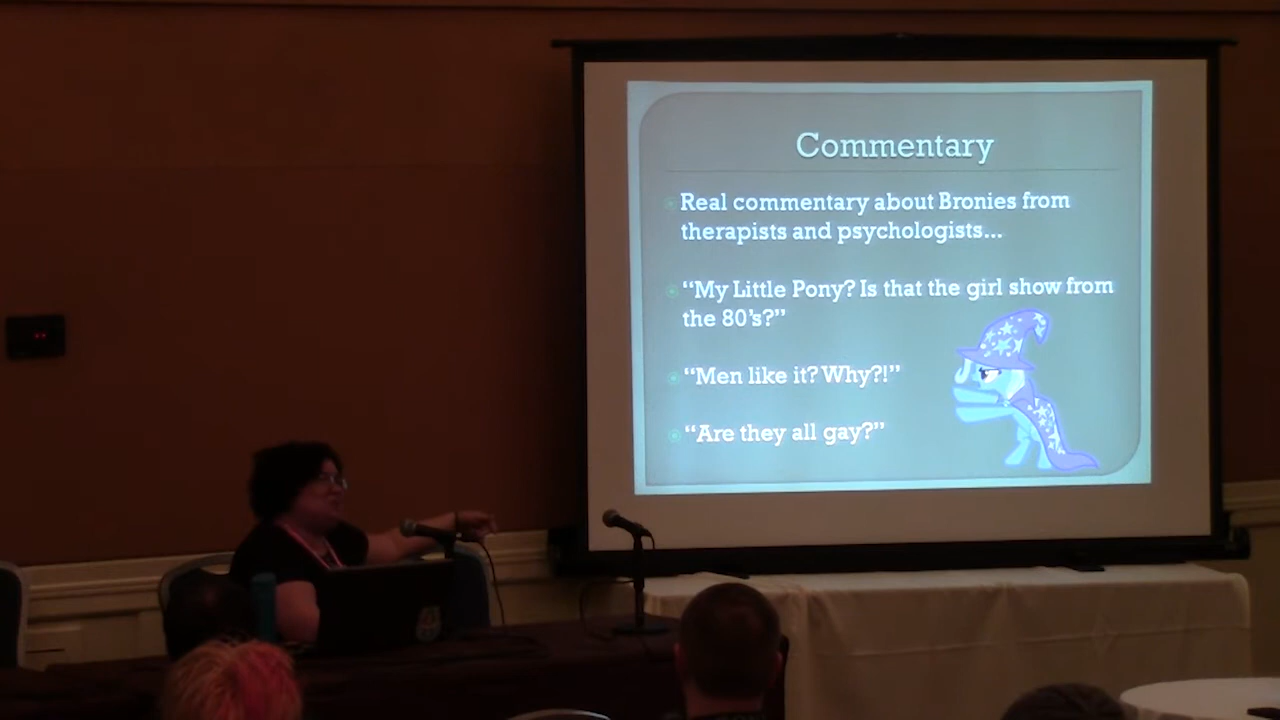 Commentary
Real commentary about Bronies from
therapists and psychologists...
“My Little Pony? Is that the girl show from
the 80’s?”
“Men like it? Why?!”
“Are they all gay?”